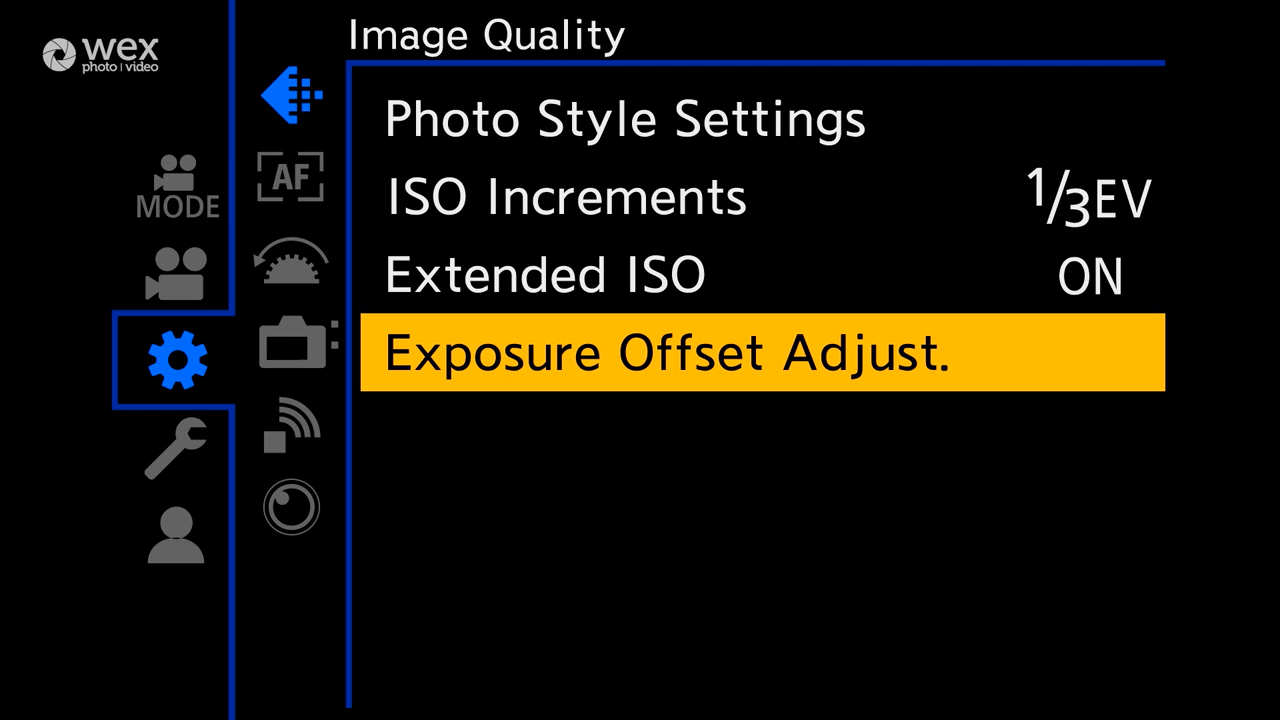 wex
photo | video
Image Quality
Photo Style Settings
ISO Increments 1/3EV
Extended ISO ON
Exposure Offset Adjust.
MODE
AF